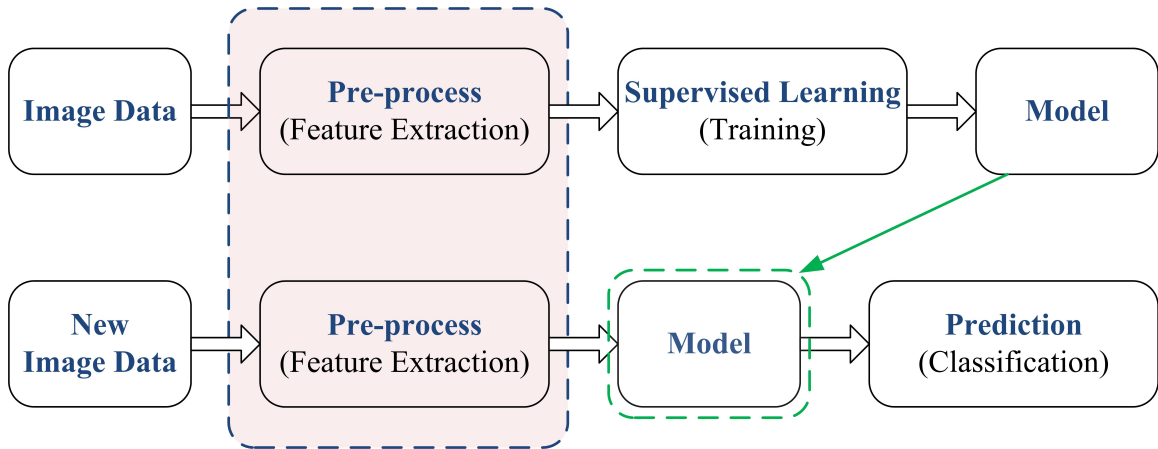 Image Data
Pre-process
(Feature Extraction)
Supervised Learning
(Training)
Model
New
Image Data
Pre-process
(Feature Extraction)
Model
Prediction
(Classification)